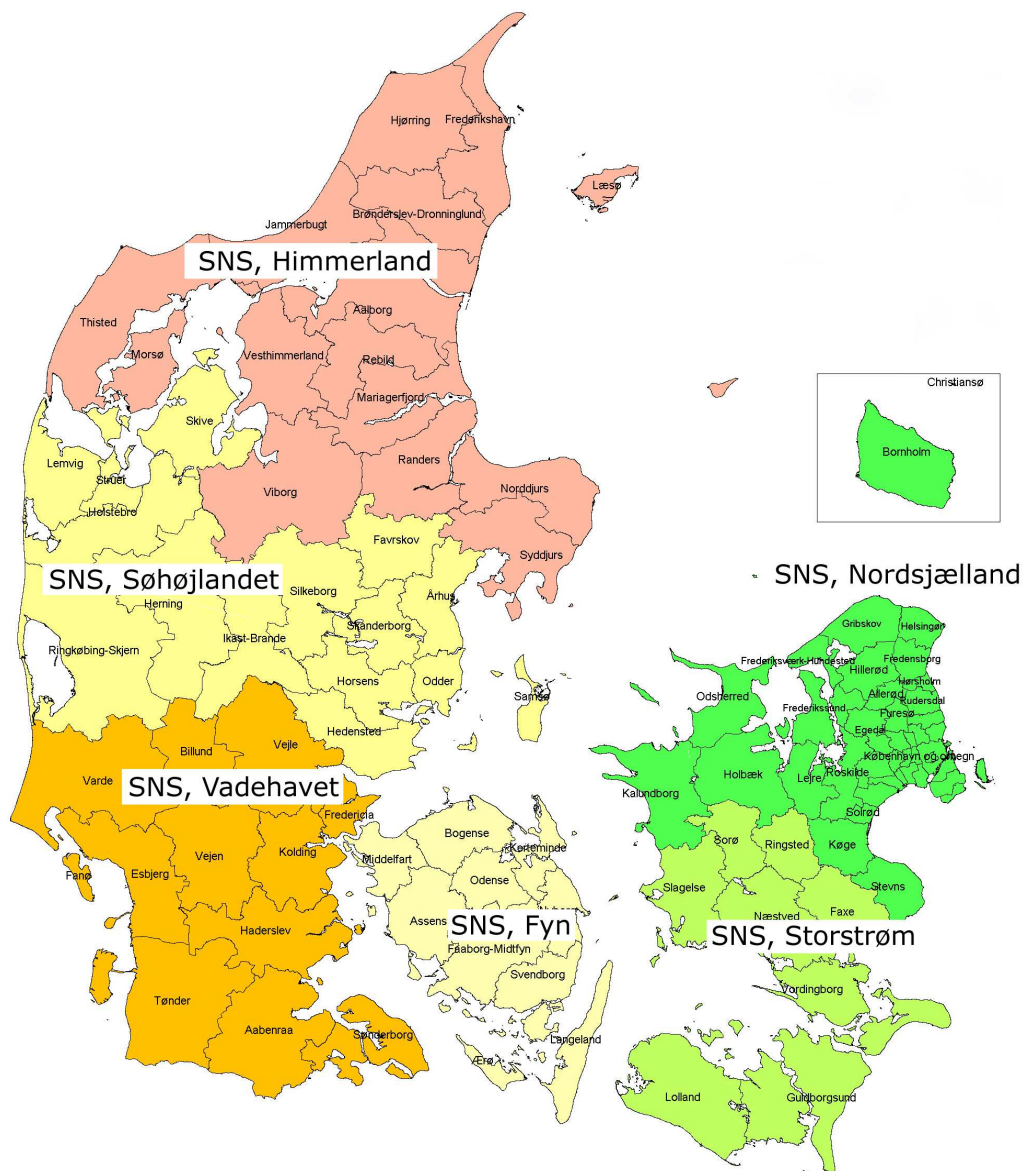 Hjørring
Frederikshavn
Læsø
Brønderslev-Dronninglund
Jammerbugt
SNS, Himmerland
Aalborg
Thisted
Morsø
Vesthimmerland
Rebild
Mariagerfjord
Christiansø
Skive
Bornholm
Lemvig
Randers
Struer
Viborg
Norddjurs
Holstebro
Favrskov
Syddjurs
SNS, Søhøjlandet
SNS, Nordsjælland
Silkeborg
Århus
Herning
Skanderborg
Gribskov
Helsingør
Ikast-Brande
Ringkøbing-Skjern
Frederiksværk-Hundested
Fredensborg
Hillerød
Horsens
Odder
Hørsholm
Samsø
Odsherred
Allerød
Rudersdal
Frederikssund
Furesø
Hedensted
Egedal
Billund
Vejle
København og omegn
Varde
SNS, Vadehavet
Holbæk
Lejre
Roskilde
Kalundborg
Fredericia
Solrød
Bogense
Sorø
Ringsted
Køge
Vejen
Kolding
Middelfart
Kerteminde
Fanø
Esbjerg
Odense
Slagelse
Stevns
Assens
SNS, Fyn
Næstved
Faxe
Haderslev
SNS, Storstrøm
Faaborg-Midtfyn
Svendborg
Tønder
Vordingborg
Aabenraa
Sønderborg
Langeland
Ærø
Lolland
Guldborgsund